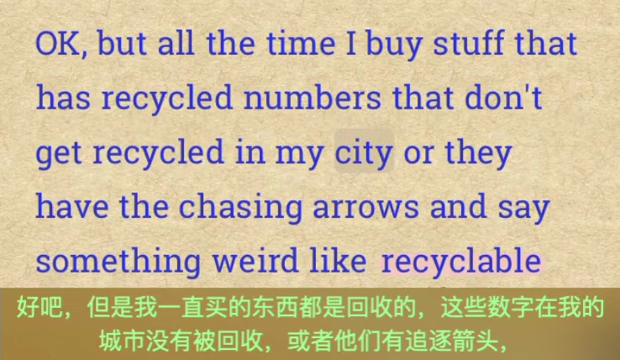 OK, but all the time I buy stuff that
has recycled numbers that don't
get recycled in my city or they
have the chasing arrows and say
something weird like recyclable
好吧，但是我一直买的东西都是回收的，这些数字在我的
城市没有被回收，或者他们有追逐箭头，